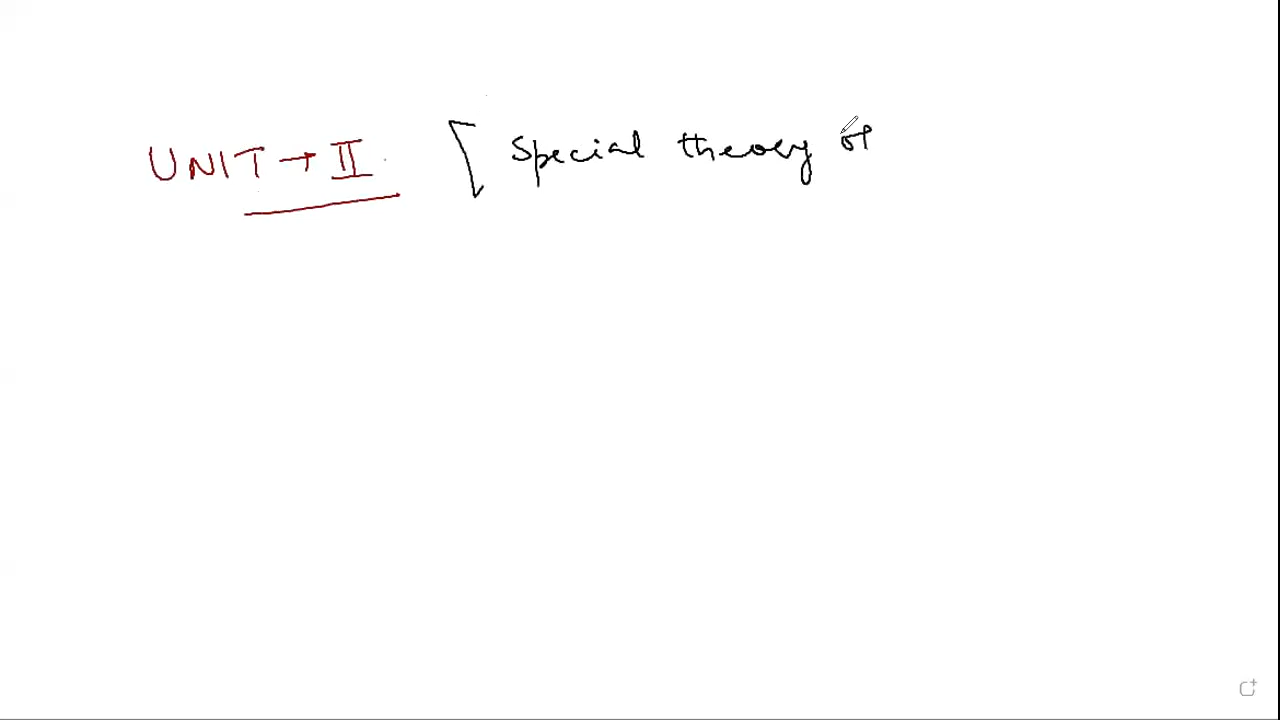 UNIT → II [ Special theory of